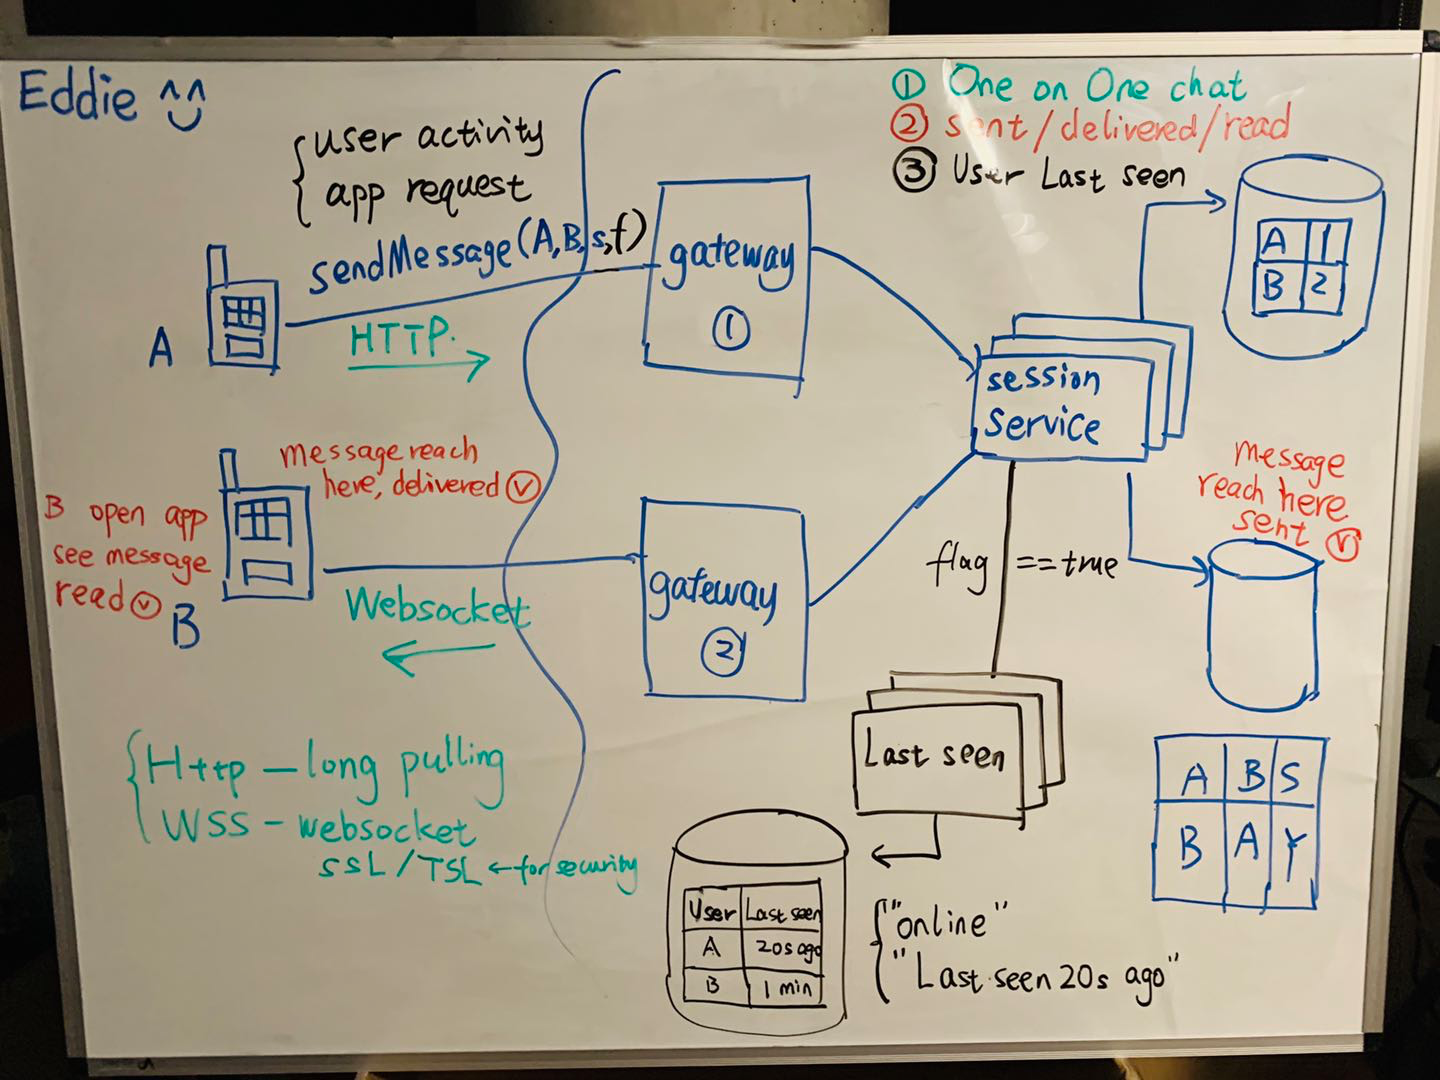 Eddie ^^
① One on One chat
② sent/delivered/read
③ User Last seen
user activity
app request
sendMessage(A,B,s,f)
HTTP.
A
gateway
①
session
service
A 1
B 2
message reach
here, delivered ✓
B open app
see message
read ✓
B
Websocket
gateway
②
message
reach here
sent ✓
flag == true
Last seen
A B S
B A Y
Http — long pulling
WSS - websocket
SSL/TSL ← for security
User Last seen
A 20s ago
B 1 min
"online"
"Last seen 20s ago"